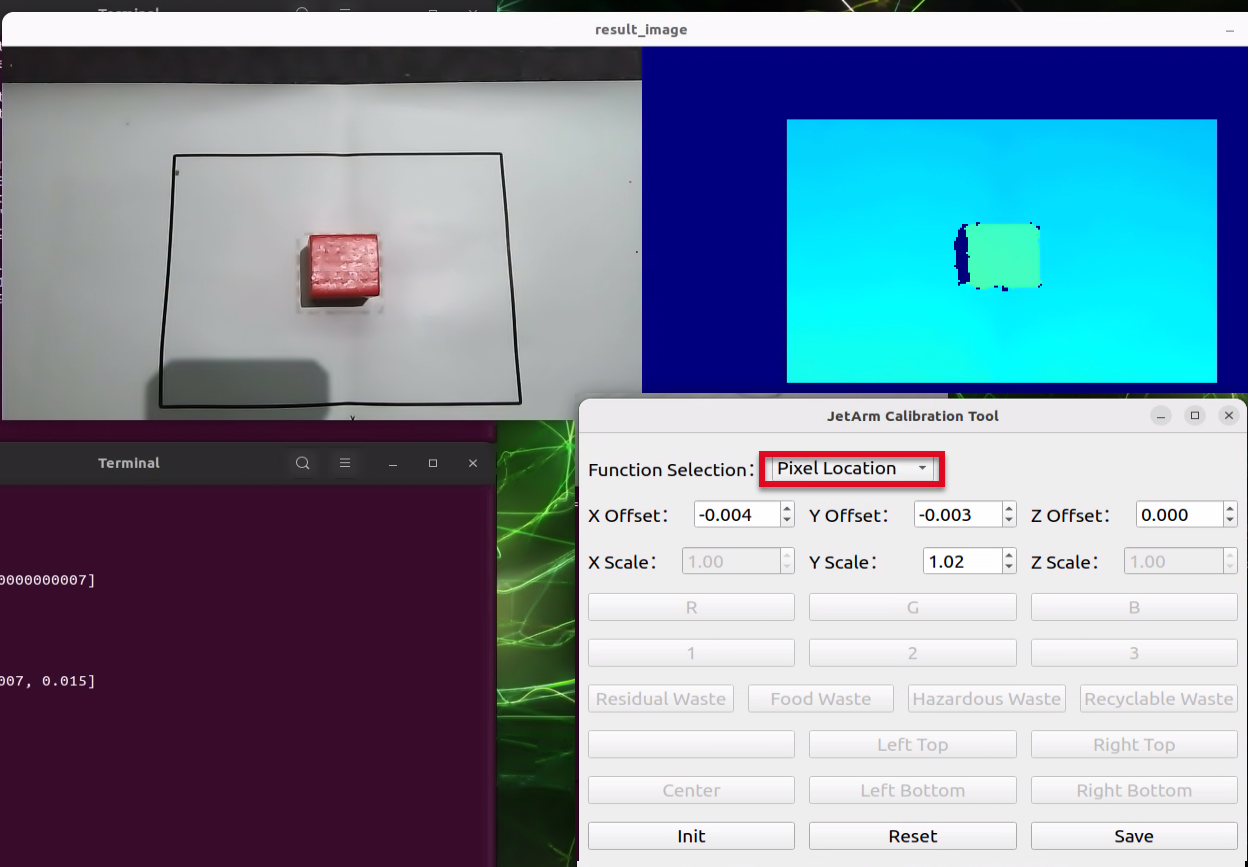 Terminal
result_image
JetArm Calibration Tool
Terminal
Function Selection: Pixel Location
X Offset: -0.004 Y Offset: -0.003 Z Offset: 0.000
X Scale: 1.00 Y Scale: 1.02 Z Scale: 1.00
0000000007]
R G B
1 2 3
007, 0.015]
Residual Waste Food Waste Hazardous Waste Recyclable Waste
Left Top Right Top
Center Left Bottom Right Bottom
Init Reset Save